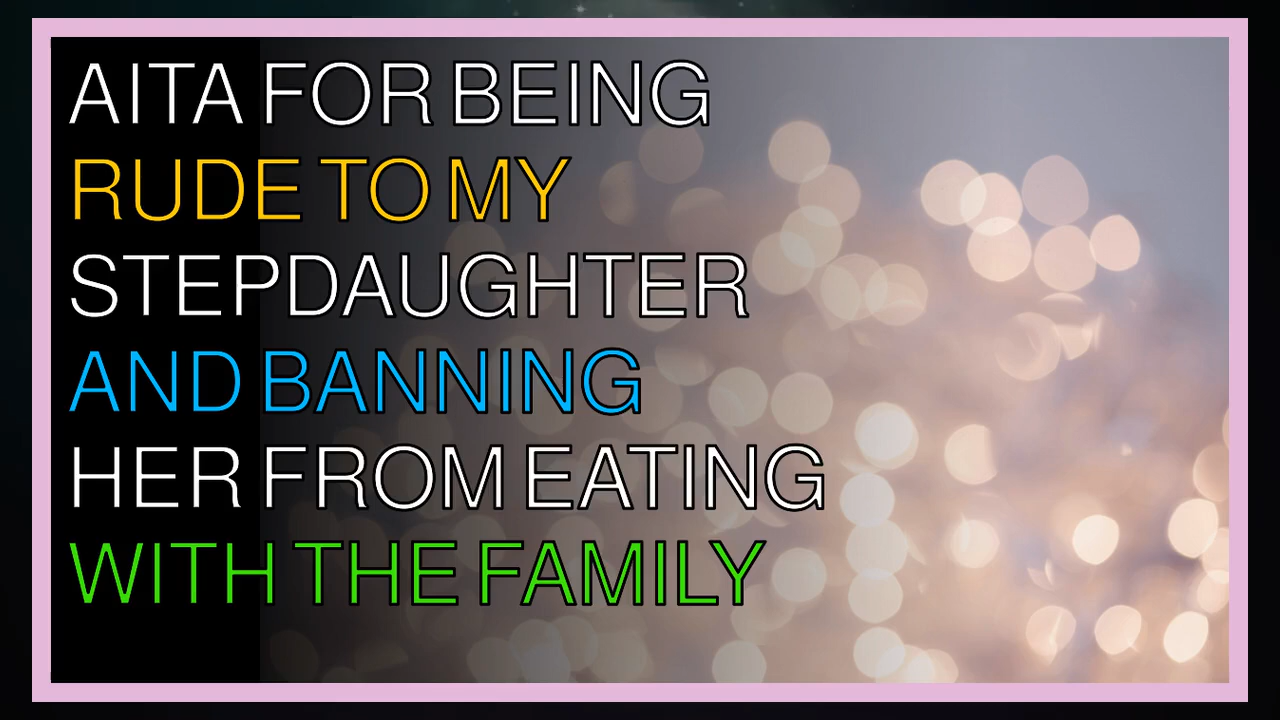 AITA FOR BEING
RUDE TO MY
STEPDAUGHTER
AND BANNING
HER FROM EATING
WITH THE FAMILY